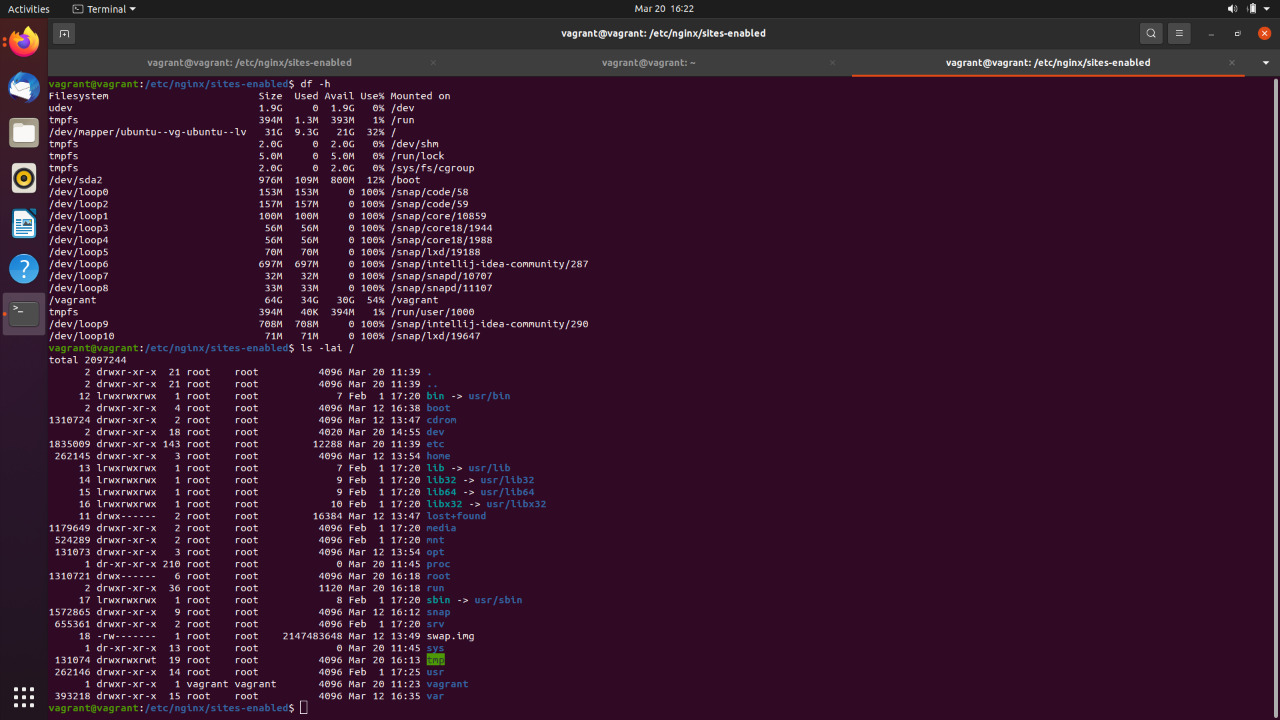 Activities Terminal Mar 20 16:22
vagrant@vagrant: /etc/nginx/sites-enabled
vagrant@vagrant: /etc/nginx/sites-enabled × vagrant@vagrant: ~ × vagrant@vagrant: /etc/nginx/sites-enabled ×
vagrant@vagrant:/etc/nginx/sites-enabled$ df -h
Filesystem Size Used Avail Use% Mounted on
udev 1.9G 0 1.9G 0% /dev
tmpfs 394M 1.3M 393M 1% /run
/dev/mapper/ubuntu--vg-ubuntu--lv 31G 9.3G 21G 32% /
tmpfs 2.0G 0 2.0G 0% /dev/shm
tmpfs 5.0M 0 5.0M 0% /run/lock
tmpfs 2.0G 0 2.0G 0% /sys/fs/cgroup
/dev/sda2 976M 109M 800M 12% /boot
/dev/loop0 153M 153M 0 100% /snap/code/58
/dev/loop2 157M 157M 0 100% /snap/code/59
/dev/loop1 100M 100M 0 100% /snap/core/10859
/dev/loop3 56M 56M 0 100% /snap/core18/1944
/dev/loop4 56M 56M 0 100% /snap/core18/1988
/dev/loop5 70M 70M 0 100% /snap/lxd/19188
/dev/loop6 697M 697M 0 100% /snap/intellij-idea-community/287
/dev/loop7 32M 32M 0 100% /snap/snapd/10707
/dev/loop8 33M 33M 0 100% /snap/snapd/11107
/vagrant 64G 34G 30G 54% /vagrant
tmpfs 394M 40K 394M 1% /run/user/1000
/dev/loop9 708M 708M 0 100% /snap/intellij-idea-community/290
/dev/loop10 71M 71M 0 100% /snap/lxd/19647
vagrant@vagrant:/etc/nginx/sites-enabled$ ls -lai /
total 2097244
2 drwxr-xr-x 21 root root 4096 Mar 20 11:39 .
2 drwxr-xr-x 21 root root 4096 Mar 20 11:39 ..
12 lrwxrwxrwx 1 root root 7 Feb 1 17:20 bin -> usr/bin
2 drwxr-xr-x 4 root root 4096 Mar 12 16:38 boot
1310724 drwxr-xr-x 2 root root 4096 Mar 12 13:47 cdrom
2 drwxr-xr-x 18 root root 4020 Mar 20 14:55 dev
1835009 drwxr-xr-x 143 root root 12288 Mar 20 11:39 etc
262145 drwxr-xr-x 3 root root 4096 Mar 12 13:54 home
13 lrwxrwxrwx 1 root root 7 Feb 1 17:20 lib -> usr/lib
14 lrwxrwxrwx 1 root root 9 Feb 1 17:20 lib32 -> usr/lib32
15 lrwxrwxrwx 1 root root 9 Feb 1 17:20 lib64 -> usr/lib64
16 lrwxrwxrwx 1 root root 10 Feb 1 17:20 libx32 -> usr/libx32
11 drwx------ 2 root root 16384 Mar 12 13:47 lost+found
1179649 drwxr-xr-x 2 root root 4096 Feb 1 17:20 media
524289 drwxr-xr-x 2 root root 4096 Feb 1 17:20 mnt
131073 drwxr-xr-x 3 root root 4096 Mar 12 13:54 opt
1 dr-xr-xr-x 210 root root 0 Mar 20 11:45 proc
1310721 drwx------ 6 root root 4096 Mar 20 16:18 root
2 drwxr-xr-x 36 root root 1120 Mar 20 16:18 run
17 lrwxrwxrwx 1 root root 8 Feb 1 17:20 sbin -> usr/sbin
1572865 drwxr-xr-x 9 root root 4096 Mar 12 16:12 snap
655361 drwxr-xr-x 2 root root 4096 Feb 1 17:20 srv
18 -rw------- 1 root root 2147483648 Mar 12 13:49 swap.img
1 dr-xr-xr-x 13 root root 0 Mar 20 11:45 sys
131074 drwxrwxrwt 19 root root 4096 Mar 20 16:13 tmp
262146 drwxr-xr-x 14 root root 4096 Feb 1 17:25 usr
1 drwxr-xr-x 1 vagrant vagrant 4096 Mar 20 11:23 vagrant
393218 drwxr-xr-x 15 root root 4096 Mar 12 16:35 var
vagrant@vagrant:/etc/nginx/sites-enabled$